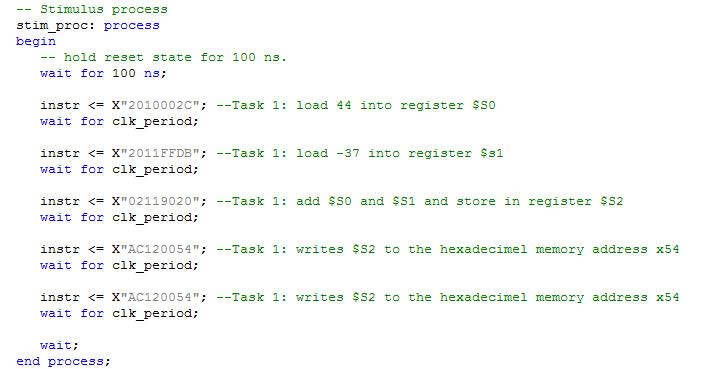 -- Stimulus process
stim_proc: process
begin
-- hold reset state for 100 ns.
wait for 100 ns;
instr <= X"2010002C"; --Task 1: load 44 into register $S0
wait for clk_period;
instr <= X"2011FFDB"; --Task 1: load -37 into register $s1
wait for clk_period;
instr <= X"02119020"; --Task 1: add $S0 and $S1 and store in register $S2
wait for clk_period;
instr <= X"AC120054"; --Task 1: writes $S2 to the hexadecimel memory address x54
wait for clk_period;
instr <= X"AC120054"; --Task 1: writes $S2 to the hexadecimel memory address x54
wait for clk_period;
wait;
end process;